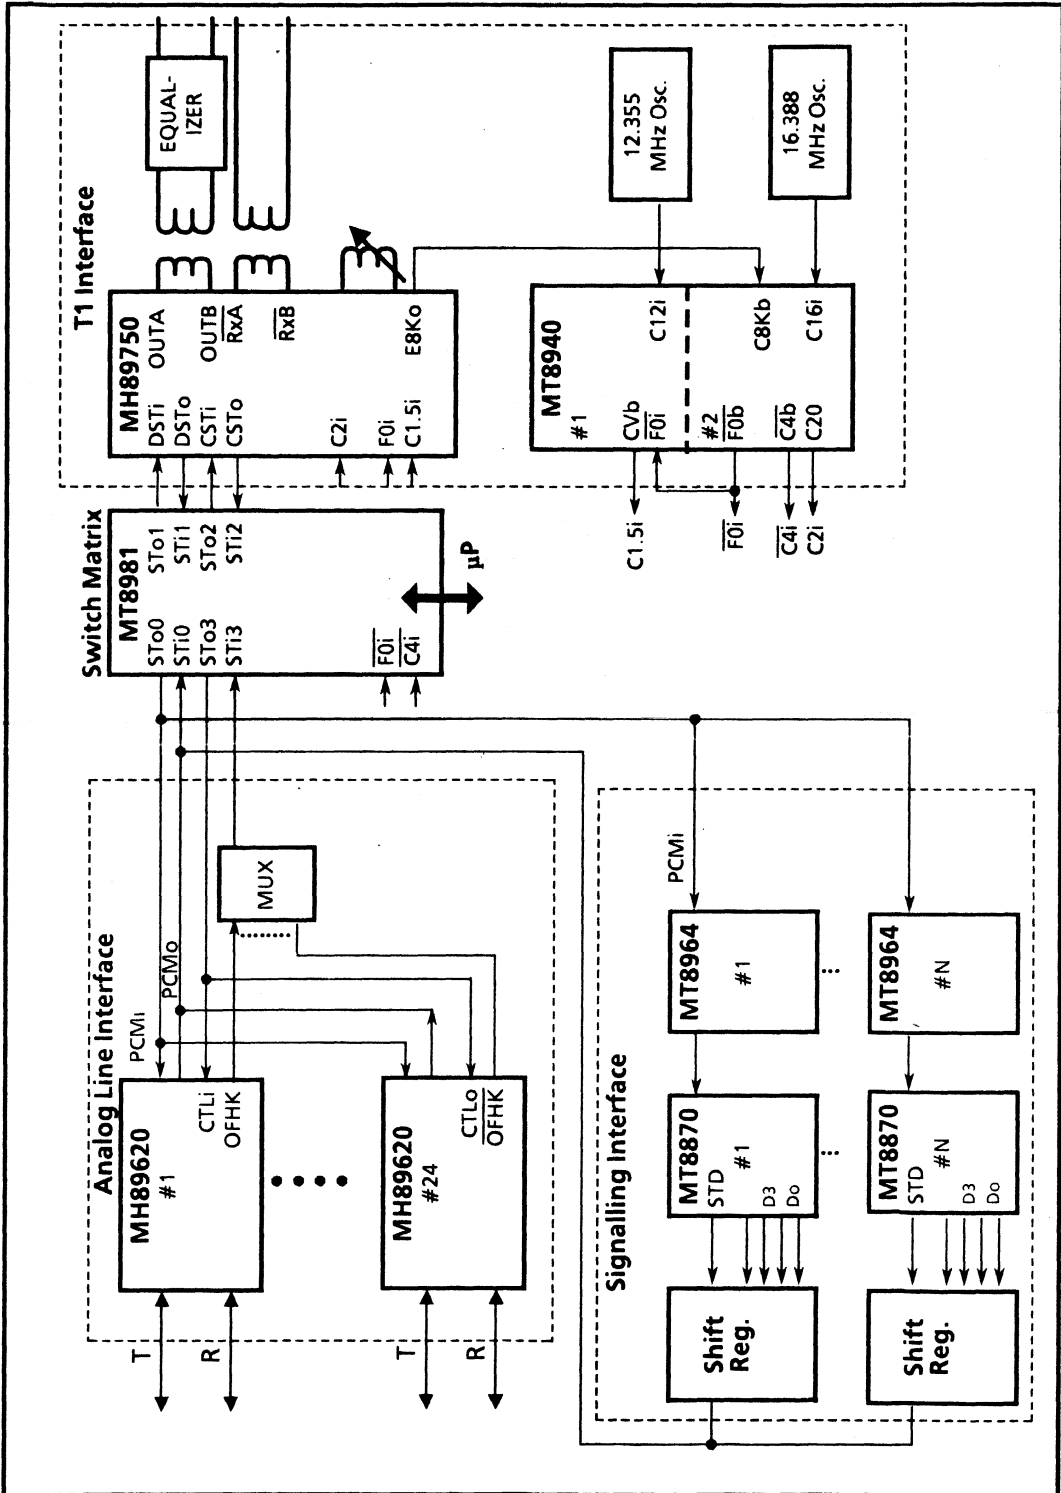 Analog Line Interface
MH89620
#1
CTLi
OFHK
PCMi
PCMo
MUX
MH89620
#24
CTLo
OFHK
T
R
T
R
Switch Matrix
MT8981
STo0
STi0
STo3
STi3
STo1
STi1
STo2
STi2
F0i
C4i
μP
T1 Interface
MH89750
DSTi
DSTo
CSTi
CSTo
C2i
F0i
C1.5i
OUTA
OUTB
RxA
RxB
E8Ko
EQUAL-
IZER
MT8940
#1
CVb
F0i
C12i
#2
F0b
C4b
C20
C8Kb
C16i
12.355
MHz Osc.
16.388
MHz Osc.
C1.5i
F0i
C4i
C2i
Signalling Interface
Shift
Reg.
MT8870
STD
#1
D3
Do
MT8964
#1
PCMi
Shift
Reg.
MT8870
STD
#N
D3
Do
MT8964
#N